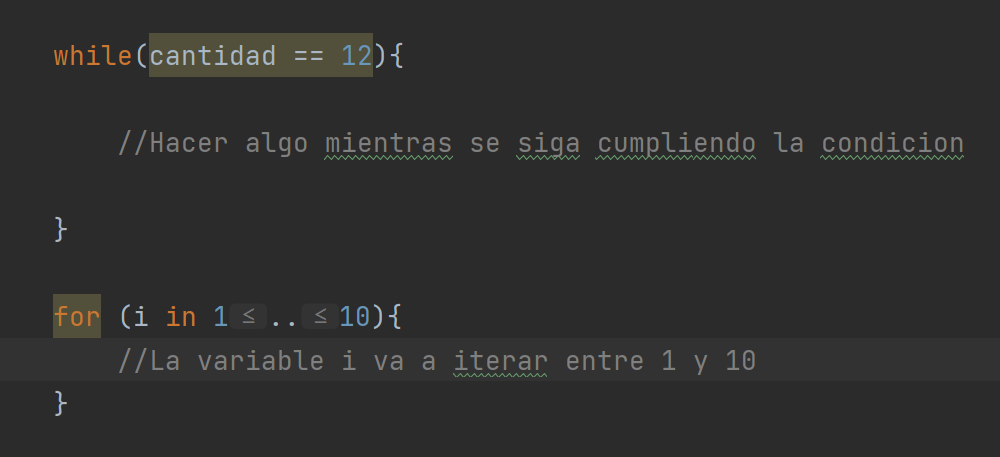 while(cantidad == 12){
//Hacer algo mientras se siga cumpliendo la condicion
}
for (i in 1≤..≤10){
//La variable i va a iterar entre 1 y 10
}